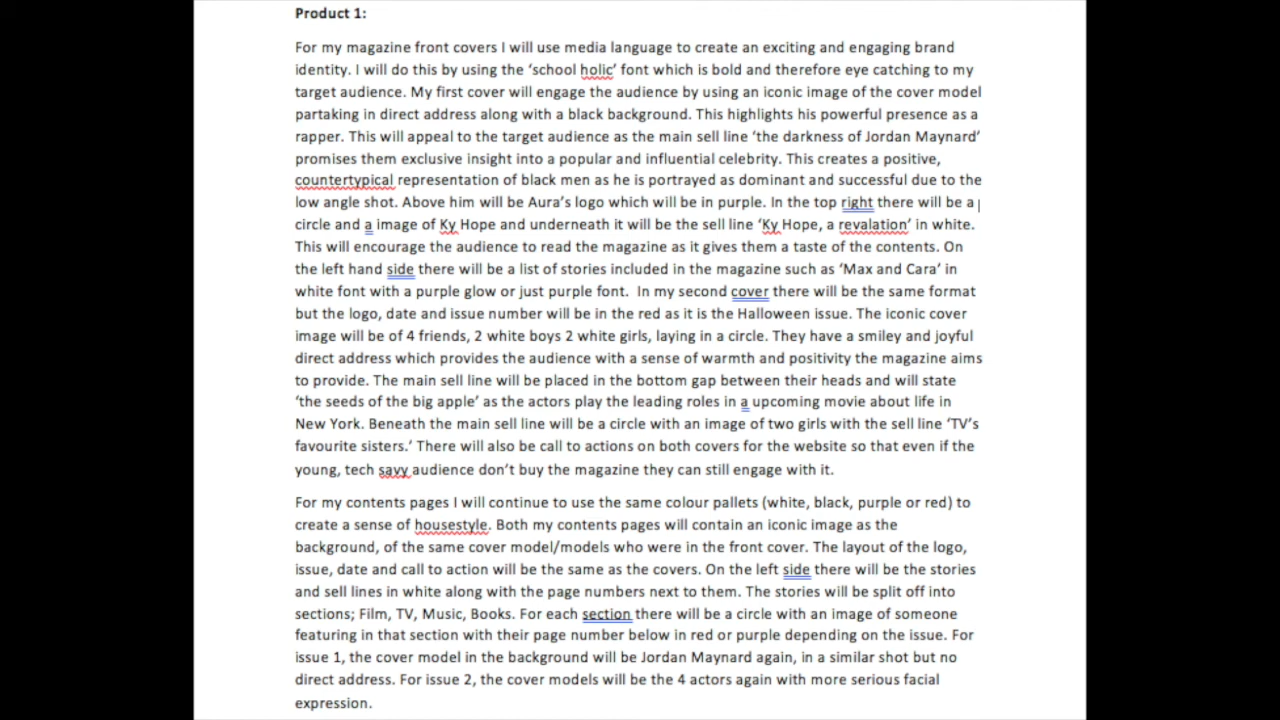 Product 1:
For my magazine front covers I will use media language to create an exciting and engaging brand
identity. I will do this by using the ‘school holic’ font which is bold and therefore eye catching to my
target audience. My first cover will engage the audience by using an iconic image of the cover model
partaking in direct address along with a black background. This highlights his powerful presence as a
rapper. This will appeal to the target audience as the main sell line ‘the darkness of Jordan Maynard’
promises them exclusive insight into a popular and influential celebrity. This creates a positive,
countertypical representation of black men as he is portrayed as dominant and successful due to the
low angle shot. Above him will be Aura’s logo which will be in purple. In the top right there will be a
circle and a image of Ky Hope and underneath it will be the sell line ‘Ky Hope, a revalation’ in white.
This will encourage the audience to read the magazine as it gives them a taste of the contents. On
the left hand side there will be a list of stories included in the magazine such as ‘Max and Cara’ in
white font with a purple glow or just purple font.  In my second cover there will be the same format
but the logo, date and issue number will be in the red as it is the Halloween issue. The iconic cover
image will be of 4 friends, 2 white boys 2 white girls, laying in a circle. They have a smiley and joyful
direct address which provides the audience with a sense of warmth and positivity the magazine aims
to provide. The main sell line will be placed in the bottom gap between their heads and will state
‘the seeds of the big apple’ as the actors play the leading roles in a upcoming movie about life in
New York. Beneath the main sell line will be a circle with an image of two girls with the sell line ‘TV’s
favourite sisters.’ There will also be call to actions on both covers for the website so that even if the
young, tech savy audience don’t buy the magazine they can still engage with it.
For my contents pages I will continue to use the same colour pallets (white, black, purple or red) to
create a sense of housestyle. Both my contents pages will contain an iconic image as the
background, of the same cover model/models who were in the front cover. The layout of the logo,
issue, date and call to action will be the same as the covers. On the left side there will be the stories
and sell lines in white along with the page numbers next to them. The stories will be split off into
sections; Film, TV, Music, Books. For each section there will be a circle with an image of someone
featuring in that section with their page number below in red or purple depending on the issue. For
issue 1, the cover model in the background will be Jordan Maynard again, in a similar shot but no
direct address. For issue 2, the cover models will be the 4 actors again with more serious facial
expression.